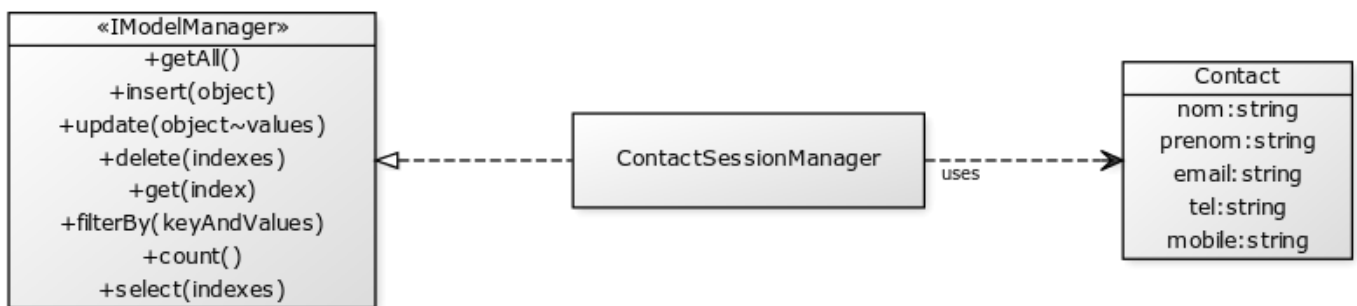 «IModelManager»
+getAll()
+insert(object)
+update(object~values)
+delete(indexes)
+get(index)
+filterBy(keyAndValues)
+count()
+select(indexes)
ContactSessionManager
uses
Contact
nom:string
prenom:string
email:string
tel:string
mobile:string